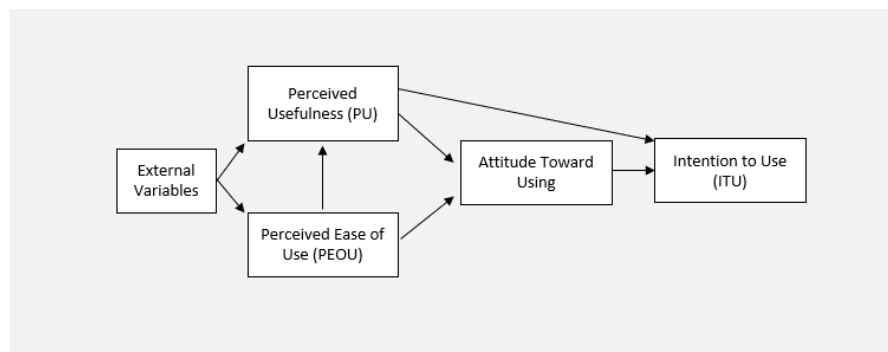 Perceived
Usefulness (PU)
External
Variables
Perceived Ease of
Use (PEOU)
Attitude Toward
Using
Intention to Use
(ITU)